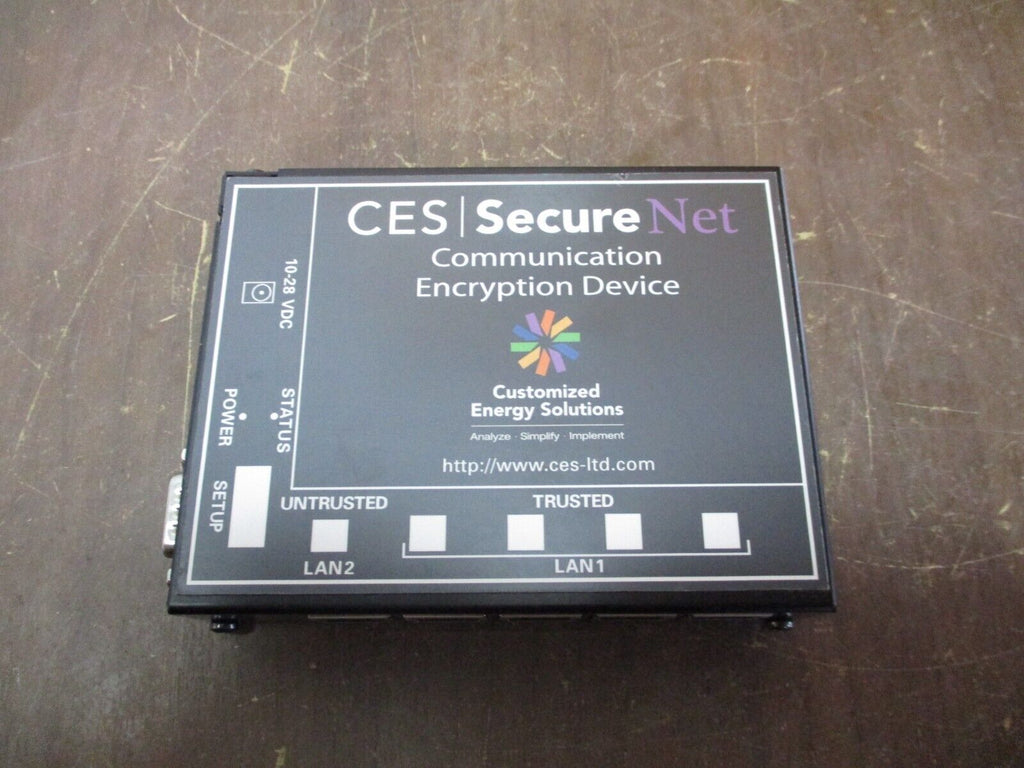 CES | Secure Net
Communication
Encryption Device
Customized
Energy Solutions
Analyze · Simplify · Implement
http://www.ces-ltd.com
10-28 VDC
STATUS
POWER
SETUP
UNTRUSTED
TRUSTED
LAN2
LAN1